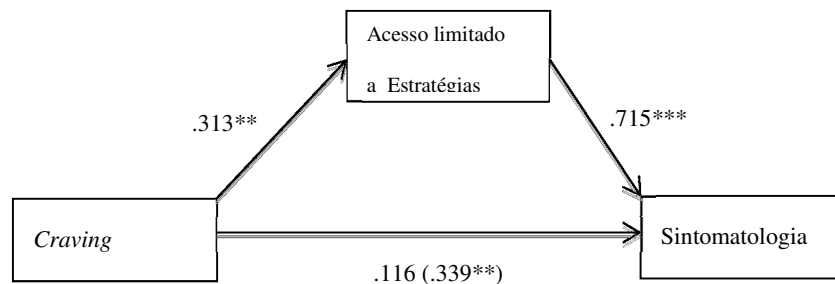 Acesso limitado
a Estratégias
.313**
.715***
Craving
Sintomatologia
.116 (.339**)